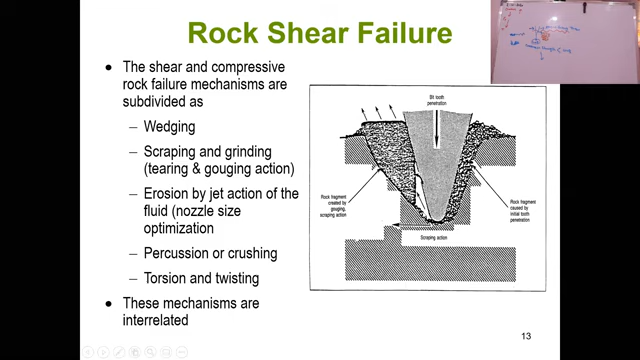 Rock Shear Failure
• The shear and compressive
rock failure mechanisms are
subdivided as
– Wedging
– Scraping and grinding
(tearing & gouging action)
– Erosion by jet action of the
fluid (nozzle size
optimization
– Percussion or crushing
– Torsion and twisting
• These mechanisms are
interrelated
Bit tooth
penetration
Rock fragment
created by
gouging,
scraping action
Rock fragment
caused by
initial tooth
penetration
Scraping action
13